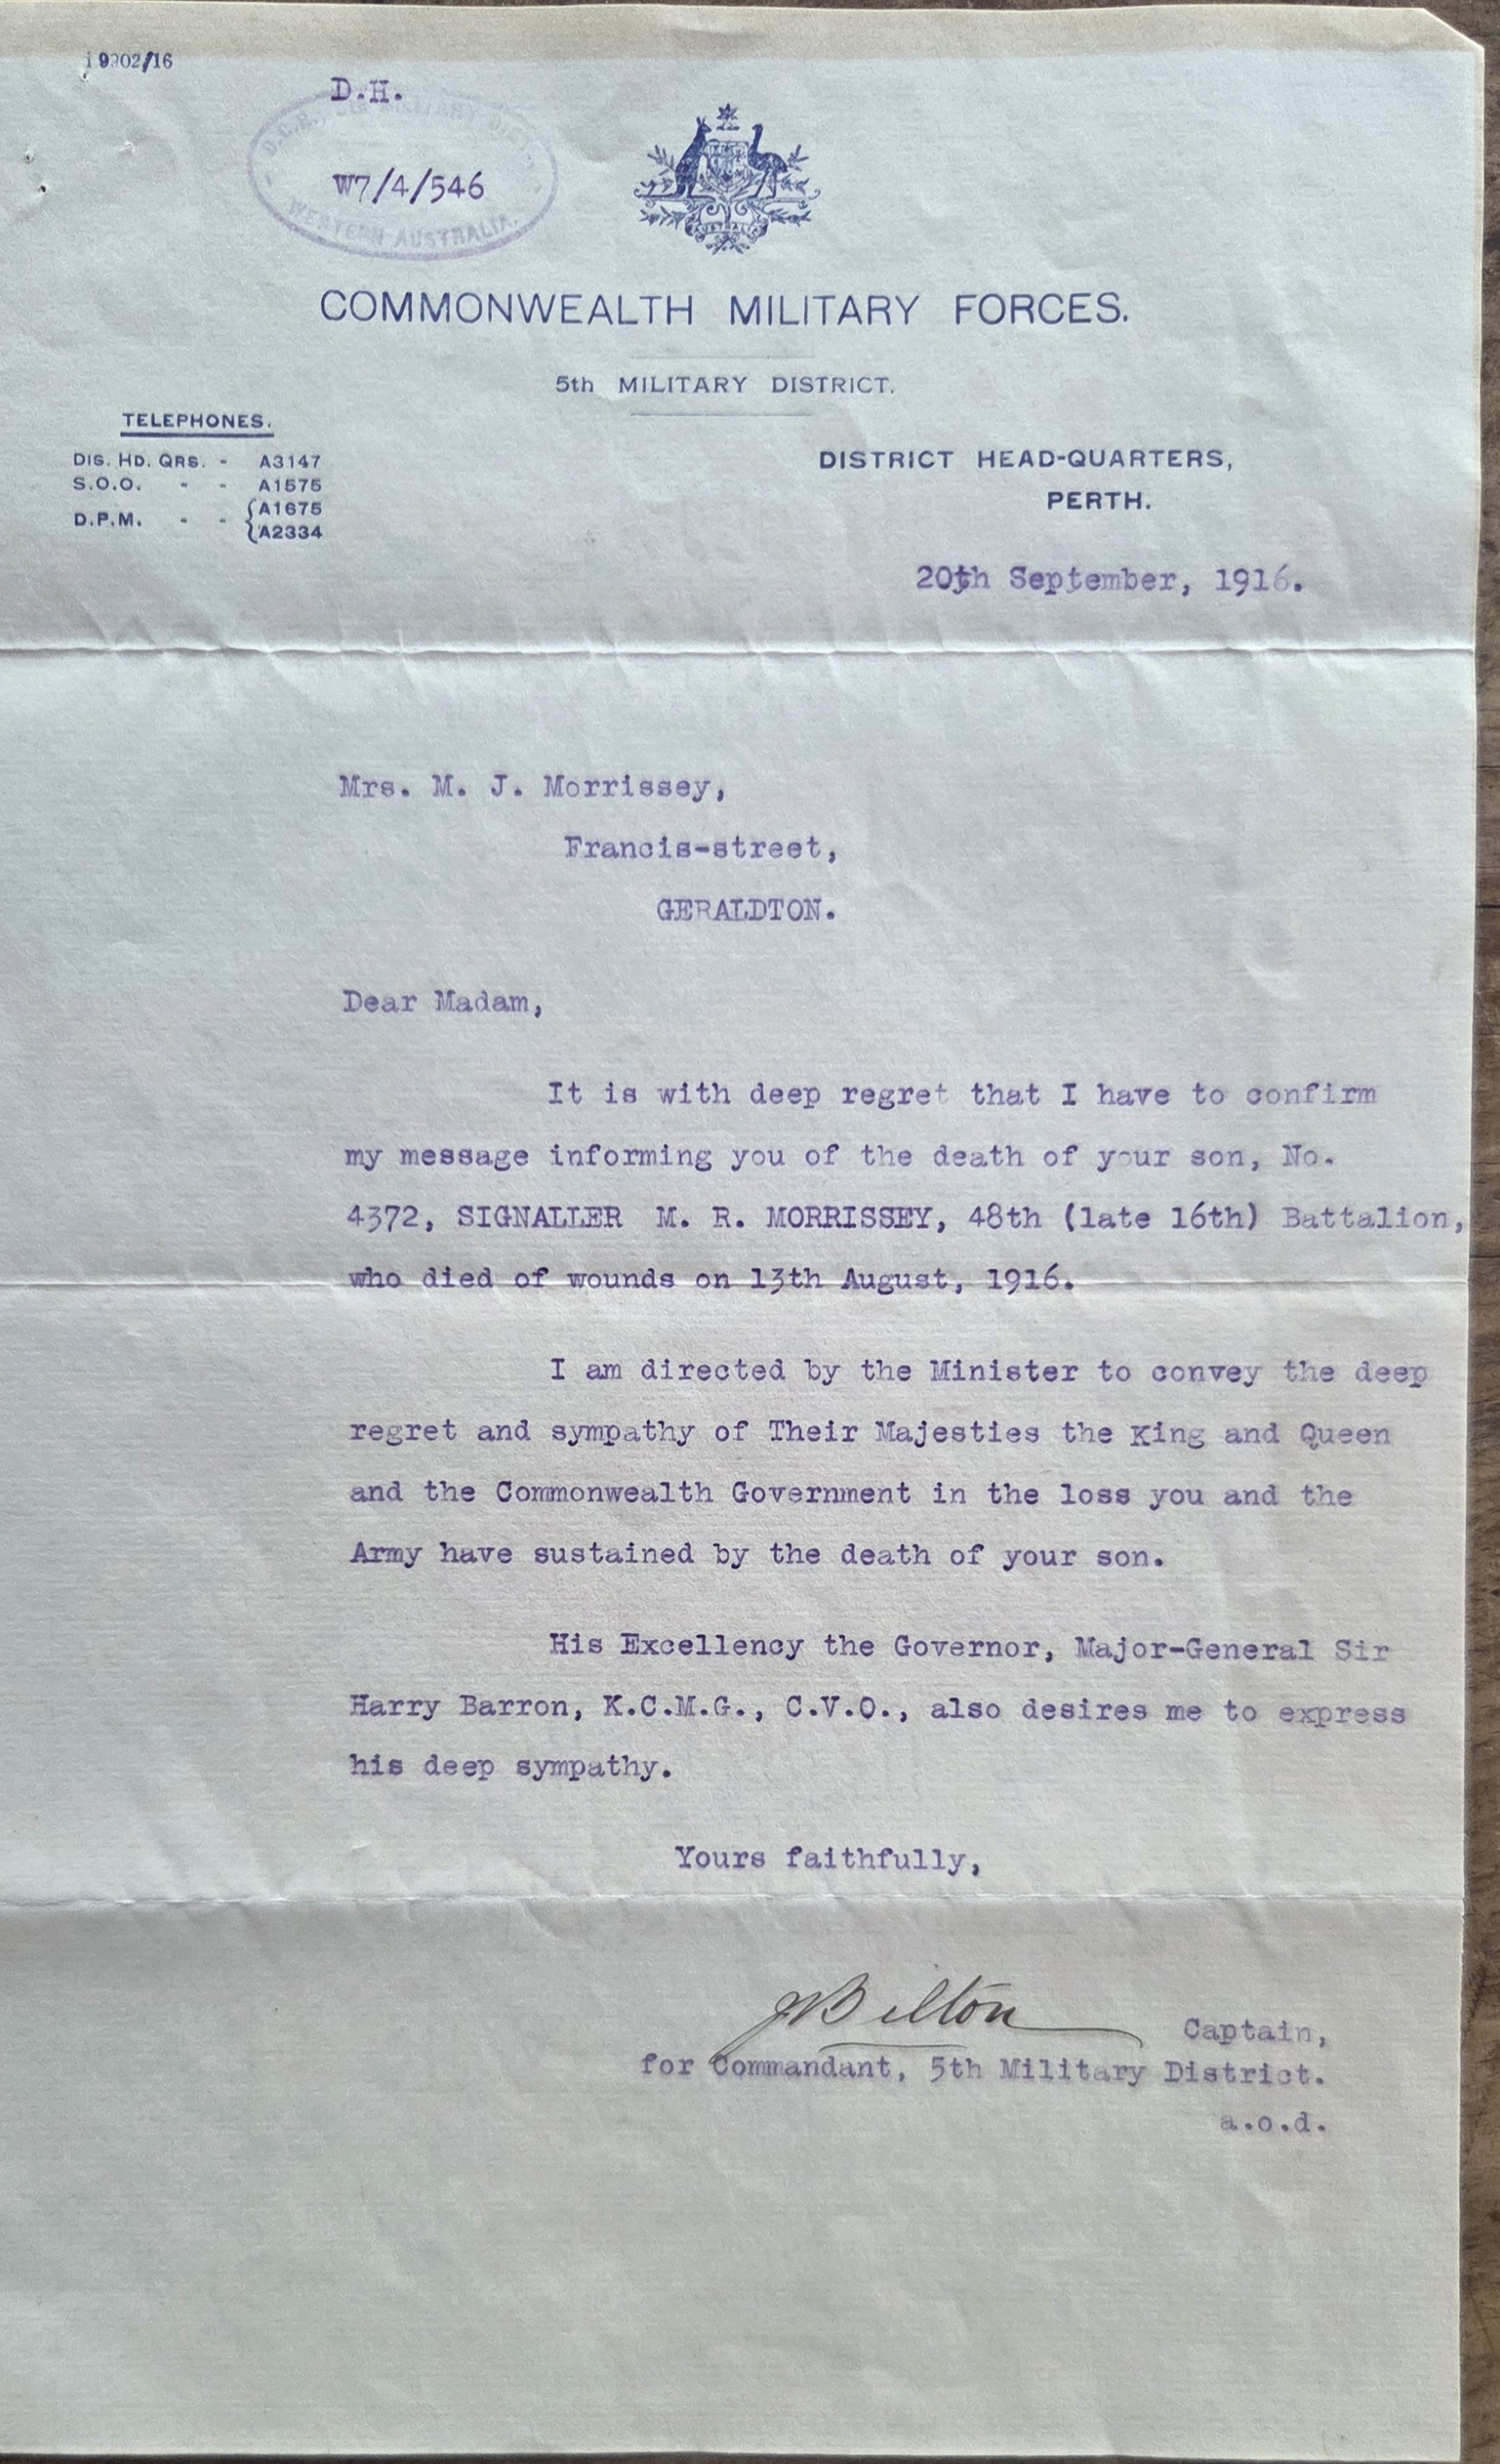 D.H.
W7/4/546
WESTERN AUSTRALIA.
AUSTRALIA
COMMONWEALTH MILITARY FORCES.
5th MILITARY DISTRICT.
TELEPHONES.
DIS. HD. QRS. - A3147
S.O.O. - - A1575
D.P.M. - - { A1675
A2334
DISTRICT HEAD-QUARTERS,
PERTH.
20th September, 1916.
Mrs. M. J. Morrissey,
Francis-street,
GERALDTON.
Dear Madam,
It is with deep regret that I have to confirm
my message informing you of the death of your son, No.
4372, SIGNALLER M. R. MORRISSEY, 48th (late 16th) Battalion,
who died of wounds on 13th August, 1916.
I am directed by the Minister to convey the deep
regret and sympathy of Their Majesties the King and Queen
and the Commonwealth Government in the loss you and the
Army have sustained by the death of your son.
His Excellency the Governor, Major-General Sir
Harry Barron, K.C.M.G., C.V.O., also desires me to express
his deep sympathy.
Yours faithfully,
Captain,
for Commandant, 5th Military District.
a.o.d.